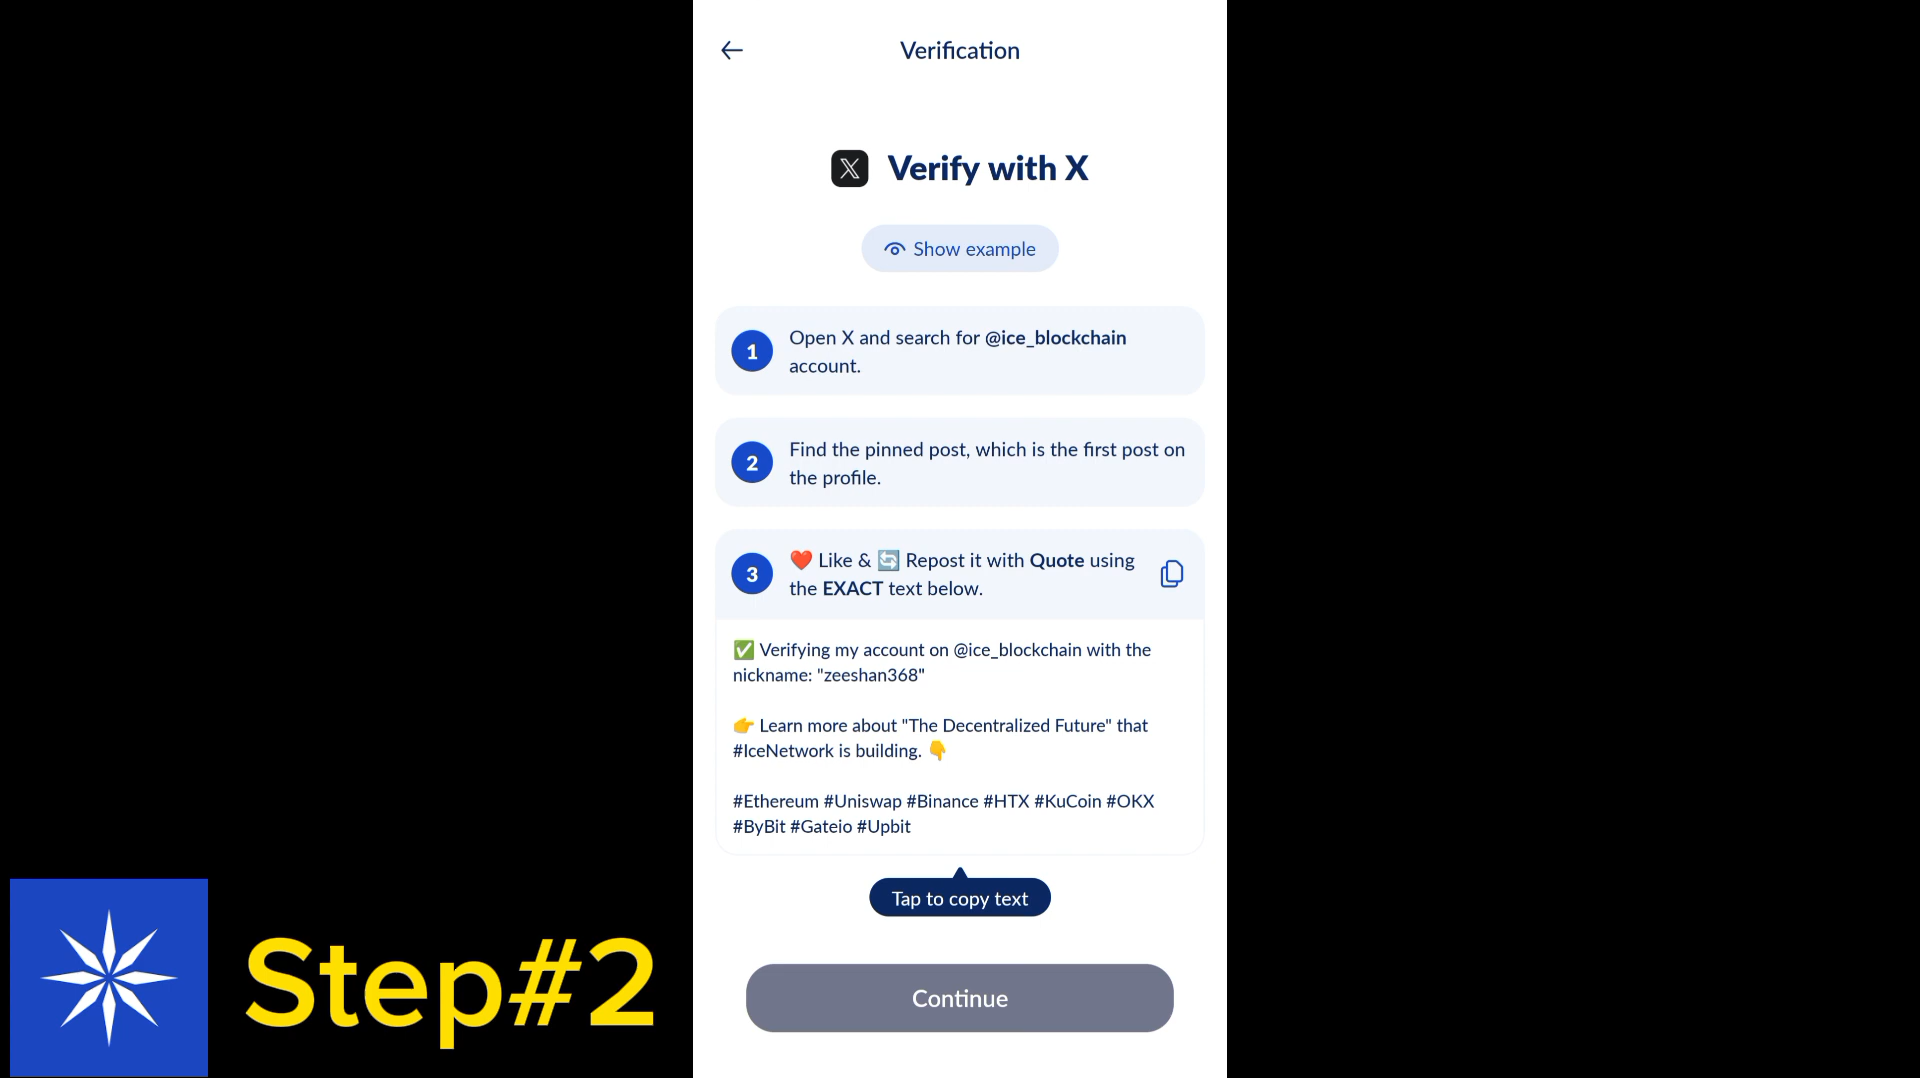 Verification
Verify with X
Show example
1
Open X and search for @ice_blockchain
account.
2
Find the pinned post, which is the first post on
the profile.
3
❤️ Like & 🔄 Repost it with Quote using
the EXACT text below.
✅ Verifying my account on @ice_blockchain with the
nickname: "zeeshan368"
👉 Learn more about "The Decentralized Future" that
#IceNetwork is building. 👇
#Ethereum #Uniswap #Binance #HTX #KuCoin #OKX
#ByBit #Gateio #Upbit
Tap to copy text
Continue
Step#2